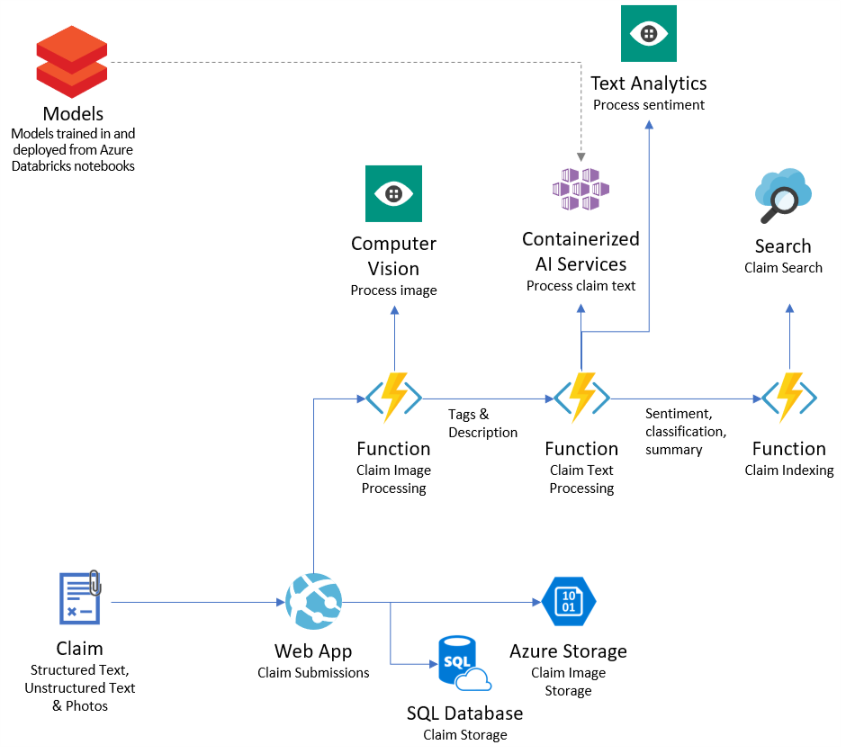 Text Analytics
Process sentiment
Models
Models trained in and
deployed from Azure
Databricks notebooks
Computer
Vision
Process image
Containerized
AI Services
Process claim text
Search
Claim Search
Tags &
Description
Sentiment,
classification,
summary
Function
Claim Image
Processing
Function
Claim Text
Processing
Function
Claim Indexing
10
01
Claim
Structured Text,
Unstructured Text
& Photos
Web App
Claim Submissions
SQL
SQL Database
Claim Storage
Azure Storage
Claim Image
Storage